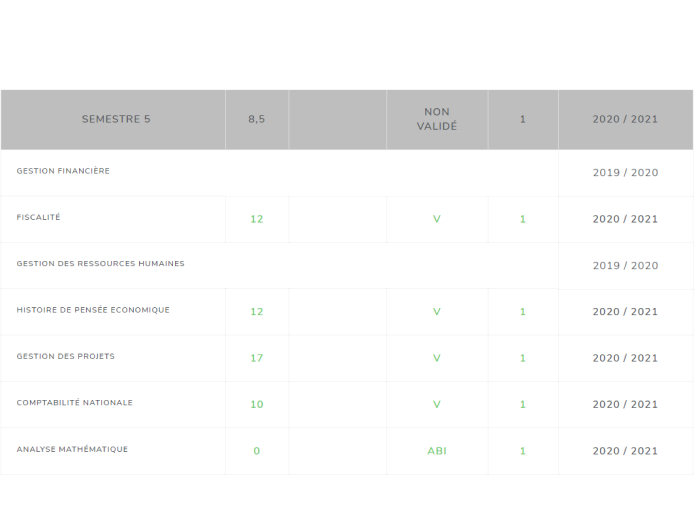 SEMESTRE 5 8,5 NON VALIDÉ 1 2020 / 2021
GESTION FINANCIÈRE 2019 / 2020
FISCALITÉ 12 V 1 2020 / 2021
GESTION DES RESSOURCES HUMAINES 2019 / 2020
HISTOIRE DE PENSÉE ECONOMIQUE 12 V 1 2020 / 2021
GESTION DES PROJETS 17 V 1 2020 / 2021
COMPTABILITÉ NATIONALE 10 V 1 2020 / 2021
ANALYSE MATHÉMATIQUE 0 ABI 1 2020 / 2021